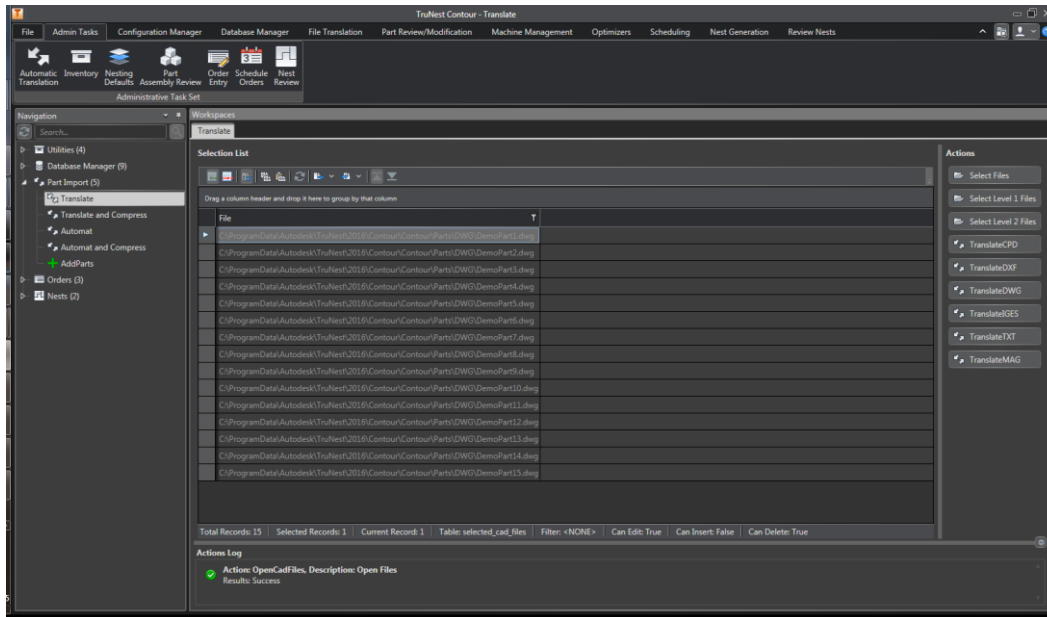 TruNest Contour - Translate
File Admin Tasks Configuration Manager Database Manager File Translation Part Review/Modification Machine Management Optimizers Scheduling Nest Generation Review Nests
Automatic Translation
Inventory
Nesting Defaults
Part Assembly Review
Order Entry
Schedule Orders
Nest Review
Administrative Task Set
Navigation
Search...
Utilities (4)
Database Manager (9)
Part Import (5)
Translate
Translate and Compress
Automat
Automat and Compress
AddParts
Orders (3)
Nests (2)
Workspaces
Translate
Selection List
Drag a column header and drop it here to group by that column
File
C:\ProgramData\Autodesk\TruNest\2016\Contour\Contour\Parts\DWG\DemoPart1.dwg
C:\ProgramData\Autodesk\TruNest\2016\Contour\Contour\Parts\DWG\DemoPart2.dwg
C:\ProgramData\Autodesk\TruNest\2016\Contour\Contour\Parts\DWG\DemoPart3.dwg
C:\ProgramData\Autodesk\TruNest\2016\Contour\Contour\Parts\DWG\DemoPart4.dwg
C:\ProgramData\Autodesk\TruNest\2016\Contour\Contour\Parts\DWG\DemoPart5.dwg
C:\ProgramData\Autodesk\TruNest\2016\Contour\Contour\Parts\DWG\DemoPart6.dwg
C:\ProgramData\Autodesk\TruNest\2016\Contour\Contour\Parts\DWG\DemoPart7.dwg
C:\ProgramData\Autodesk\TruNest\2016\Contour\Contour\Parts\DWG\DemoPart8.dwg
C:\ProgramData\Autodesk\TruNest\2016\Contour\Contour\Parts\DWG\DemoPart9.dwg
C:\ProgramData\Autodesk\TruNest\2016\Contour\Contour\Parts\DWG\DemoPart10.dwg
C:\ProgramData\Autodesk\TruNest\2016\Contour\Contour\Parts\DWG\DemoPart11.dwg
C:\ProgramData\Autodesk\TruNest\2016\Contour\Contour\Parts\DWG\DemoPart12.dwg
C:\ProgramData\Autodesk\TruNest\2016\Contour\Contour\Parts\DWG\DemoPart13.dwg
C:\ProgramData\Autodesk\TruNest\2016\Contour\Contour\Parts\DWG\DemoPart14.dwg
C:\ProgramData\Autodesk\TruNest\2016\Contour\Contour\Parts\DWG\DemoPart15.dwg
Total Records: 15 Selected Records: 1 Current Record: 1 Table: selected_cad_files Filter: <NONE> Can Edit: True Can Insert: False Can Delete: True
Actions
Select Files
Select Level 1 Files
Select Level 2 Files
TranslateCPD
TranslateDXF
TranslateDWG
TranslateIGES
TranslateTXT
TranslateMAG
Actions Log
Action: OpenCadFiles, Description: Open Files
Results: Success